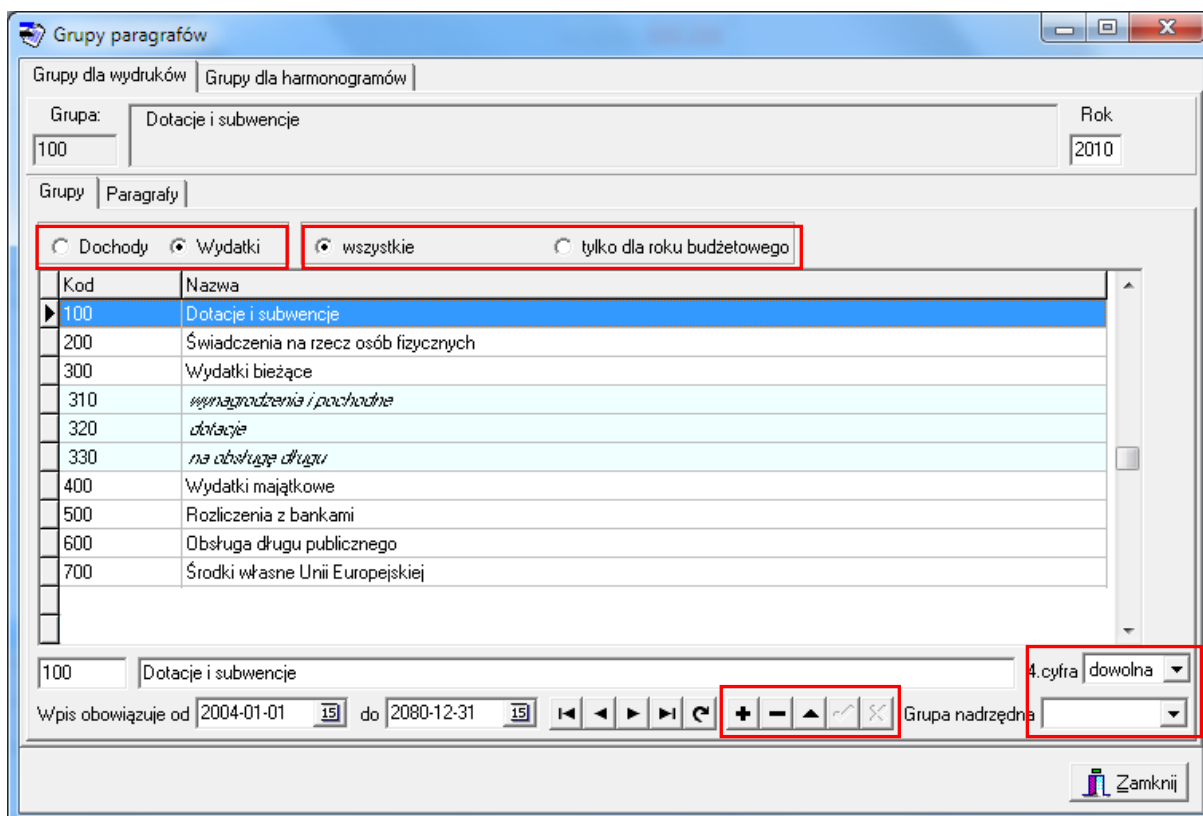 Grupy paragrafów
Grupy dla wydruków Grupy dla harmonogramów
Grupa: Dotacje i subwencje Rok
100 2010
Grupy Paragrafy
Dochody Wydatki wszystkie tylko dla roku budżetowego
Kod Nazwa
100 Dotacje i subwencje
200 Świadczenia na rzecz osób fizycznych
300 Wydatki bieżące
310 wynagrodzenia i pochodne
320 dotacje
330 na obsługę długu
400 Wydatki majątkowe
500 Rozliczenia z bankami
600 Obsługa długu publicznego
700 Środki własne Unii Europejskiej
100 Dotacje i subwencje 4.cyfra dowolna
Wpis obowiązuje od 2004-01-01 15 do 2080-12-31 15 Grupa nadrzędna
Zamknij